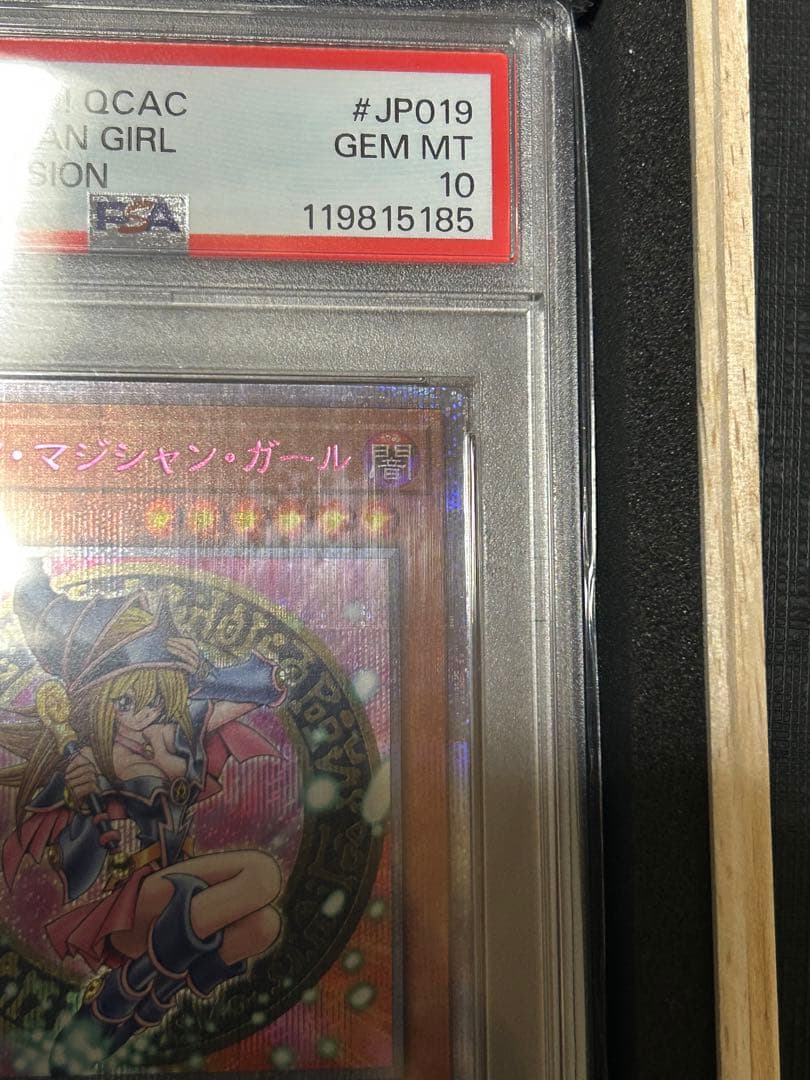 QCAC #JP019
AN GIRL GEM MT
SION 10
PSA 119815185
・マジシャン・ガール 闇